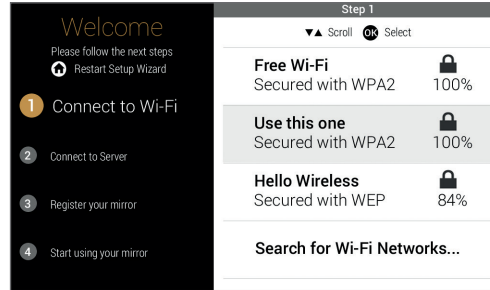 Welcome
Please follow the next steps
Restart Setup Wizard
1 Connect to Wi-Fi
2 Connect to Server
3 Register your mirror
4 Start using your mirror
Step 1
▼▲ Scroll OK Select
Free Wi-Fi
Secured with WPA2 100%
Use this one
Secured with WPA2 100%
Hello Wireless
Secured with WEP 84%
Search for Wi-Fi Networks...